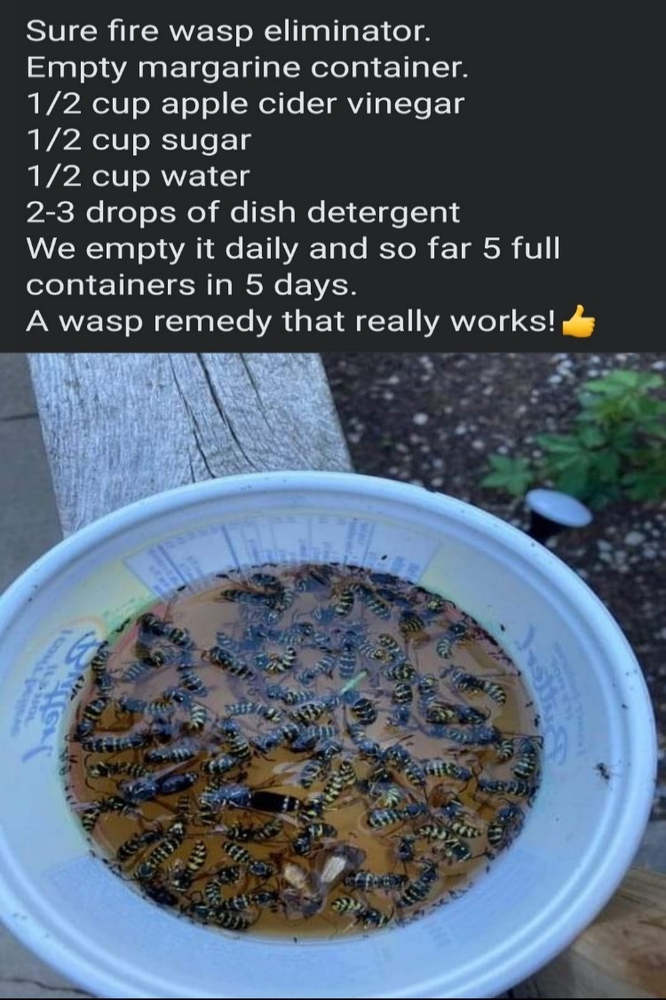 Sure fire wasp eliminator.
Empty margarine container.
1/2 cup apple cider vinegar
1/2 cup sugar
1/2 cup water
2-3 drops of dish detergent
We empty it daily and so far 5 full
containers in 5 days.
A wasp remedy that really works!👍